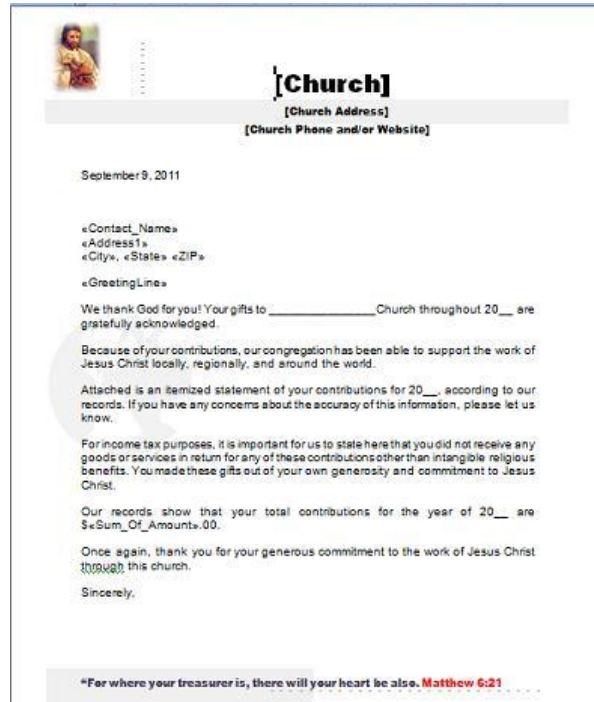 [Church]
[Church Address]
[Church Phone and/or Website]
September 9, 2011
«Contact_Name»
«Address1»
«City», «State» «ZIP»
«GreetingLine»
We thank God for you! Your gifts to ________________Church throughout 20__ are
gratefully acknowledged.
Because of your contributions, our congregation has been able to support the work of
Jesus Christ locally, regionally, and around the world.
Attached is an itemized statement of your contributions for 20__, according to our
records. If you have any concerns about the accuracy of this information, please let us
know.
For income tax purposes, it is important for us to state here that you did not receive any
goods or services in return for any of these contributions other than intangible religious
benefits. You made these gifts out of your own generosity and commitment to Jesus
Christ.
Our records show that your total contributions for the year of 20__ are
$«Sum_Of_Amount».00.
Once again, thank you for your generous commitment to the work of Jesus Christ
through this church.
Sincerely,
“For where your treasurer is, there will your heart be also. Matthew 6:21